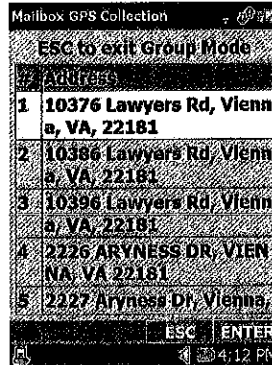 Mailbox GPS Collection
ESC to exit Group Mode
# Address
1 10376 Lawyers Rd, Vienn
a, VA, 22181
2 10386 Lawyers Rd, Vienn
a, VA, 22181
3 10396 Lawyers Rd, Vienn
a, VA, 22181
4 2226 ARYNESS DR, VIEN
NA, VA 22181
5 2227 Aryness Dr, Vienna,
ESC ENTER
4:12 P